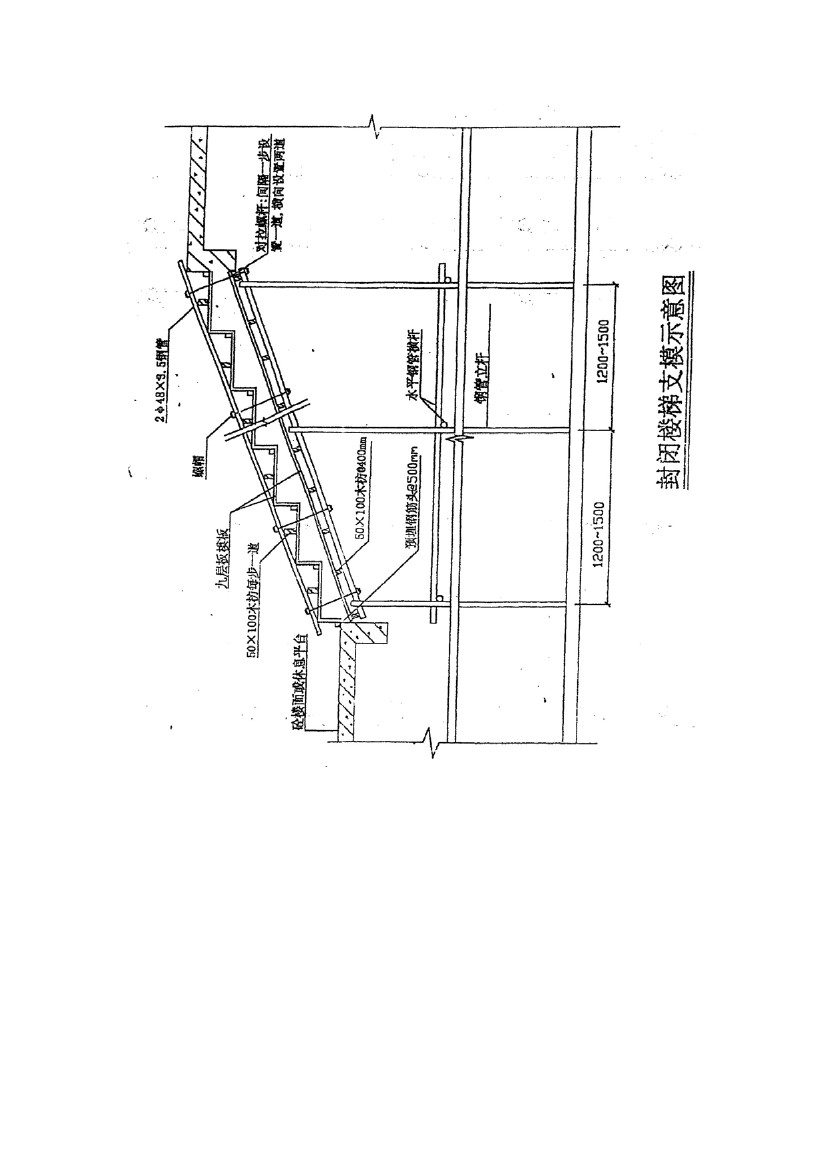 对拉螺杆:间隔一步设
置一道,横向设置两道
2φ48×3.5钢管
螺帽
九层板模板
50×100木枋每步一道
砼楼面或休息平台
50×100木枋@400mm
预埋钢筋头@500mm
水平钢管横杆
钢管立杆
1200~1500
1200~1500
封闭楼梯支模示意图